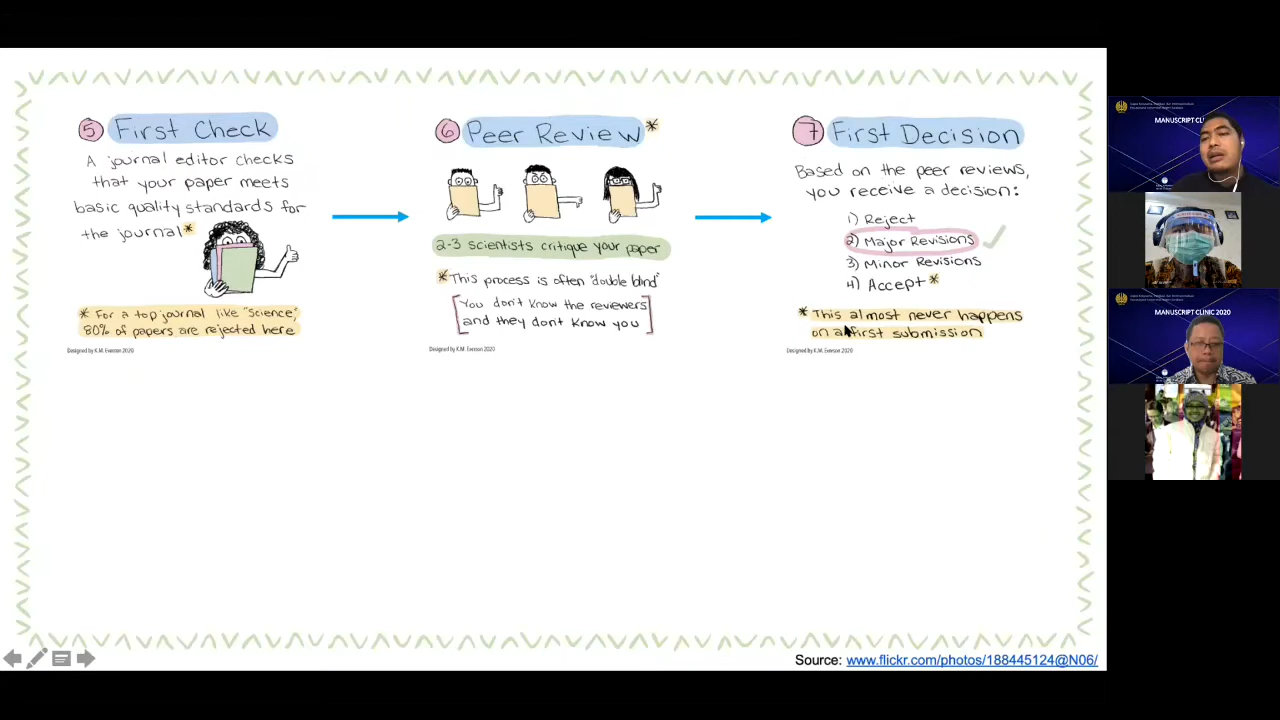 5 First Check
A journal editor checks
that your paper meets
basic quality standards for
the journal*
* For a top journal like "Science",
80% of papers are rejected here
Designed by K.M. Everson 2020
6 Peer Review*
2-3 scientists critique your paper
* This process is often "double blind"
[You don't know the reviewers
and they don't know you]
Designed by K.M. Everson 2020
7 First Decision
Based on the peer reviews,
you receive a decision:
1) Reject
2) Major Revisions
3) Minor Revisions
4) Accept*
* This almost never happens
on a first submission
Designed by K.M. Everson 2020
Source: www.flickr.com/photos/188445124@N06/
MANUSCRIPT CL
MANUSCRIPT CLINIC 2020